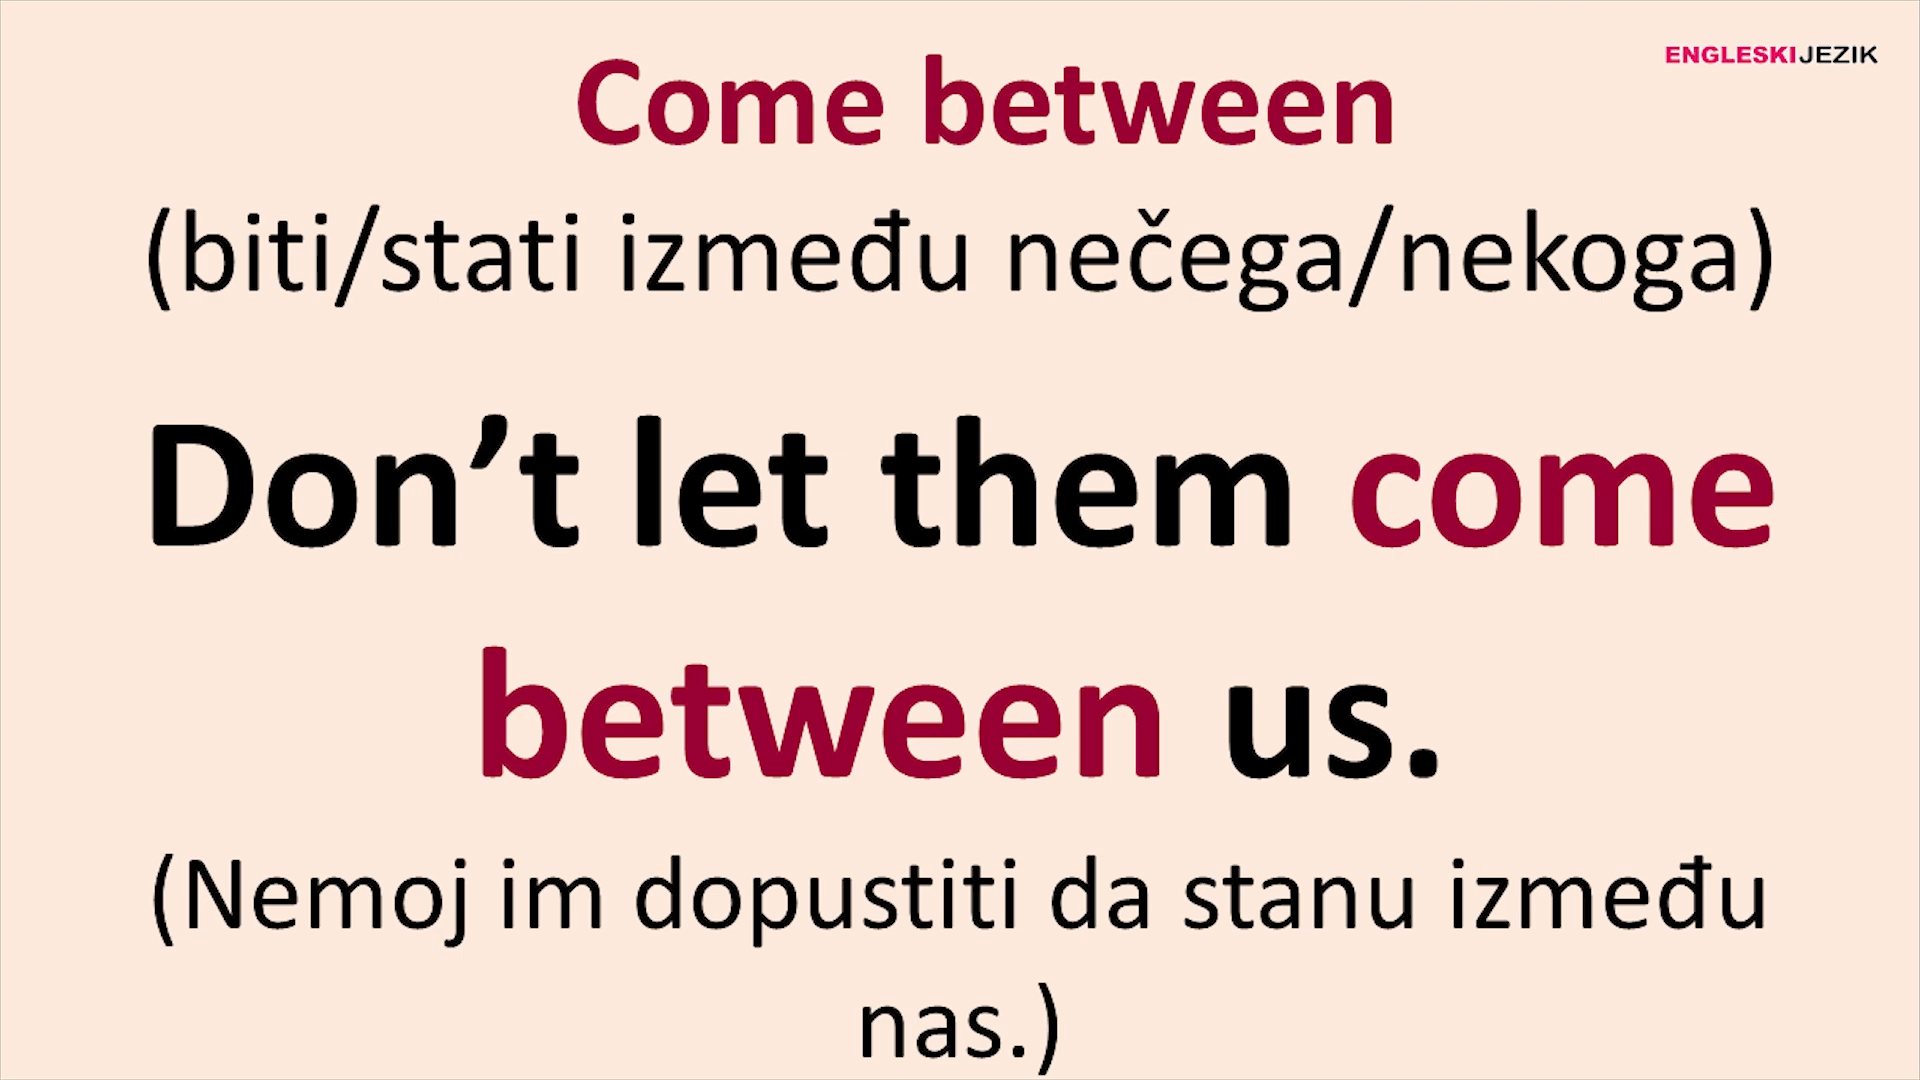 ENGLESKIJEZIK
Come between
(biti/stati između nečega/nekoga)
Don’t let them come
between us.
(Nemoj im dopustiti da stanu između
nas.)